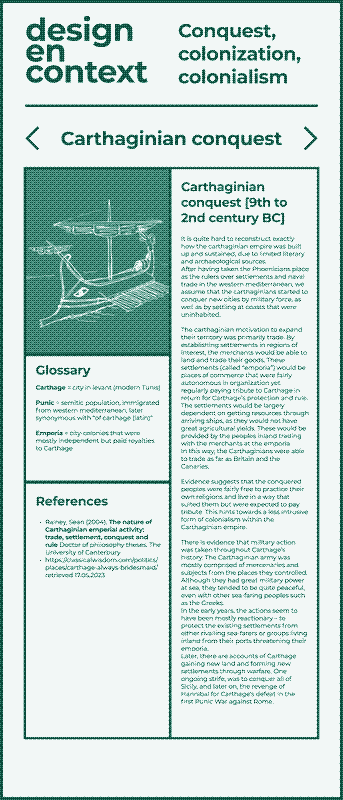 design
en
context
Conquest,
colonization,
colonialism
Carthaginian conquest
Glossary
Carthage = city in levant (modern Tunis)
Punic = semitic population, immigrated
from western mediterranean, later
synonymously with "of carthage (latin)"
Emporia = city colonies that were
mostly independent but paid royalties
to Carthage
References
• Rainey, Sean (2004). The nature of
Carthaginian emperial activity:
trade, settlement, conquest and
rule Doctor of philosophy theses. The
University of Canterbury
• https://classicalwisdom.com/politics/
places/carthage-always-bridesmaid/
retrieved 17.05.2023
Carthaginian
conquest [9th to
2nd century BC]
It is quite hard to reconstruct exactly
how the carthaginian empire was built
up and sustained, due to limited literary
and archaeological sources.
After having taken the Phoenicians place
as the rulers over settlements and naval
trade in the western mediterranean, we
assume that the carthaginians started to
conquer new cities by military force, as
well as by settling at coasts that were
uninhabited.
The carthaginian motivation to expand
their territory was primarily trade. By
establishing settlements in regions of
interest, the merchants would be able to
land and trade their goods. These
settlements (called "emporia") would be
places of commerce that were fairly
autonomous in organization yet
regularly paying tribute to Carthage in
return for Carthage's protection and rule.
The settlements would be largely
dependent on getting resources through
arriving ships, as they would not have
great agricultural yields. These would be
provided by the peoples inland trading
with the merchants at the emporia.
In this way, the Carthaginians were able
to trade as far as Britain and the
Canaries.
Evidence suggests that the conquered
peoples were fairly free to practice their
own religions and live in a way that
suited them but were expected to pay
tribute. This hints towards a less intrusive
form of colonialism within the
Carthaginian empire.
There is evidence that military action
was taken throughout Carthage's
history. The Carthaginian army was
mostly comprised of mercenaries and
subjects from the places they controlled.
Although they had great military power
at sea, they tended to be quite peaceful,
even with other sea-faring peoples such
as the Greeks.
In the early years, the actions seem to
have been mostly reactionary – to
protect the existing settlements from
either rivaling sea-farers or groups living
inland from their ports threatening their
emporia.
Later, there are accounts of Carthage
gaining new land and forming new
settlements through warfare. One
ongoing strife, was to conquer all of
Sicily, and later on, the revenge of
Hannibal for Carthage's defeat in the
first Punic War against Rome.